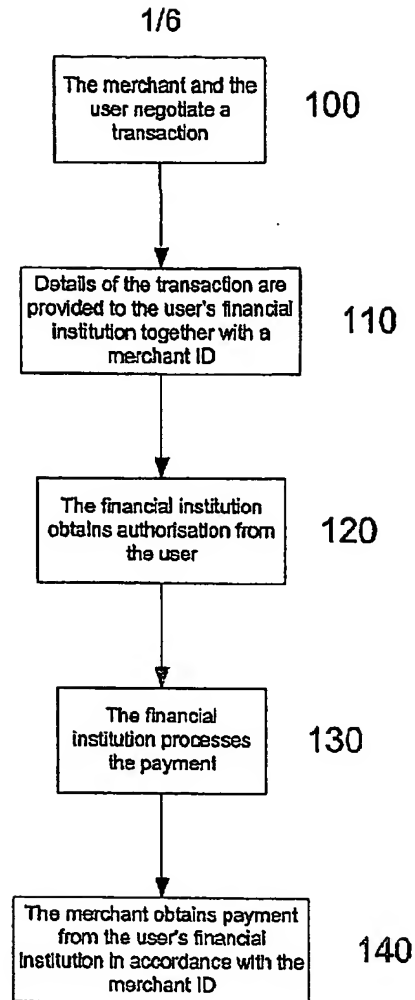 1/6
The merchant and the
user negotiate a
transaction
100
Details of the transaction are
provided to the user's financial
institution together with a
merchant ID
110
The financial institution
obtains authorisation from
the user
120
The financial
institution processes
the payment
130
The merchant obtains payment
from the user's financial
institution in accordance with the
merchant ID
140